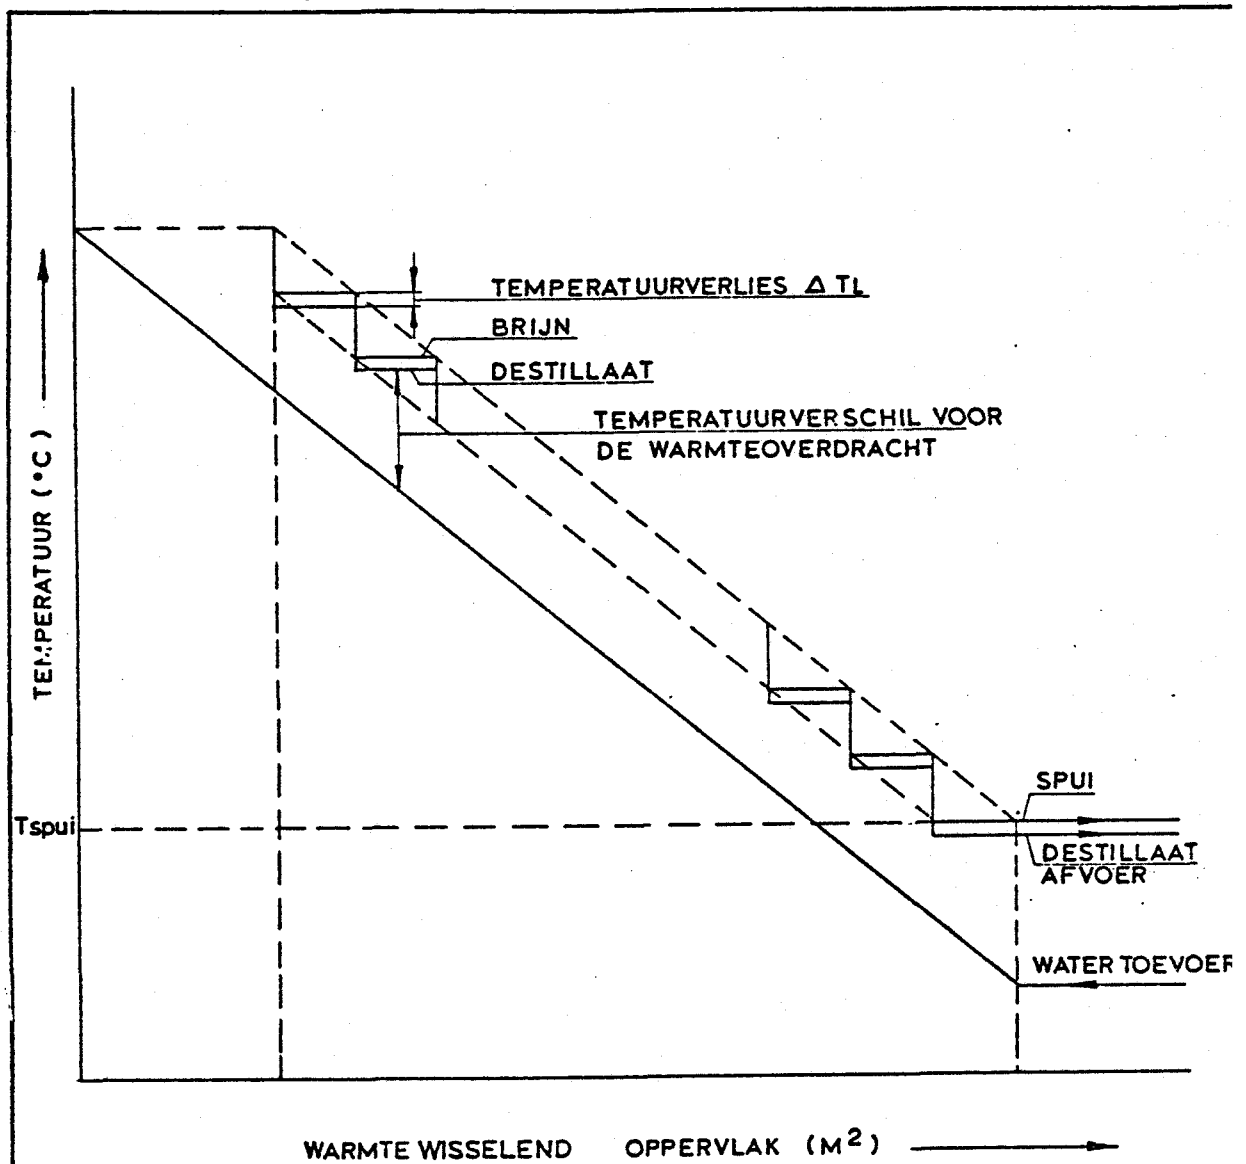 TEMPERATUURVERLIES Δ TL
BRIJN
DESTILLAAT
TEMPERATUURVERSCHIL VOOR
DE WARMTEOVERDRACHT
TEMPERATUUR (°C)
Tspui
SPUI
DESTILLAAT
AFVOER
WATER TOEVOER
WARMTE WISSELEND OPPERVLAK (M²)